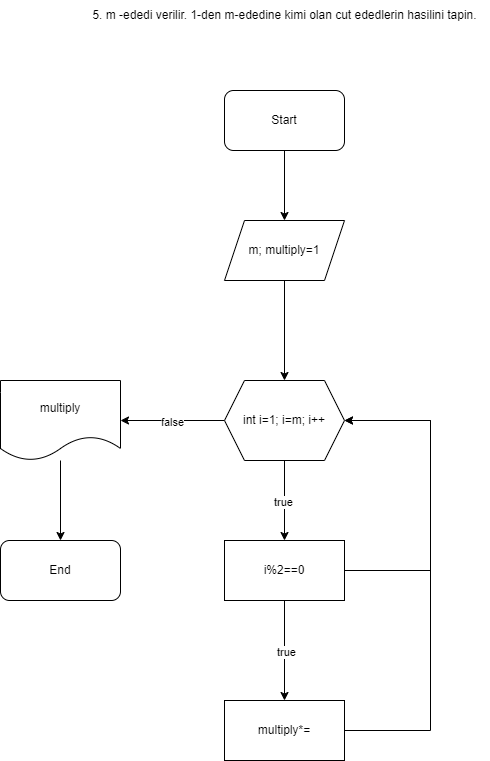 5. m -ededi verilir. 1-den m-ededine kimi olan cut ededlerin hasilini tapin.
Start
m; multiply=1
multiply
false
int i=1; i=m; i++
true
End
i%2==0
true
multiply*=